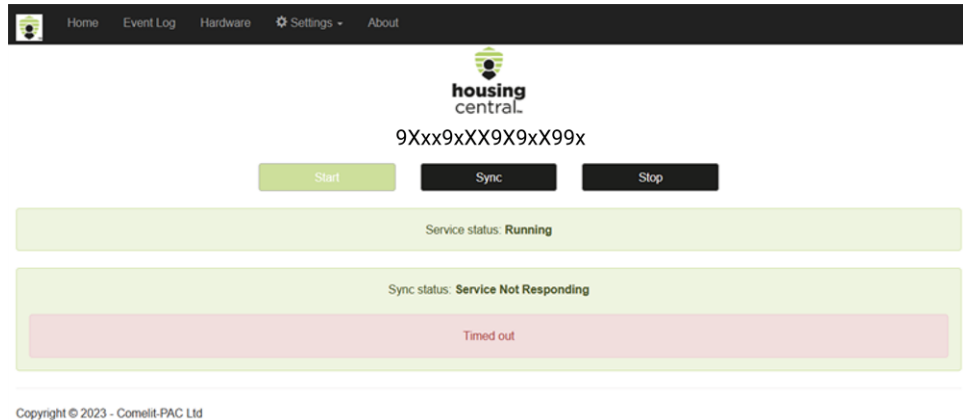 Home Event Log Hardware Settings About
housing
central™
9Xxx9xXX9X9xX99x
Start Sync Stop
Service status: Running
Sync status: Service Not Responding
Timed out
Copyright © 2023 - Comelit-PAC Ltd